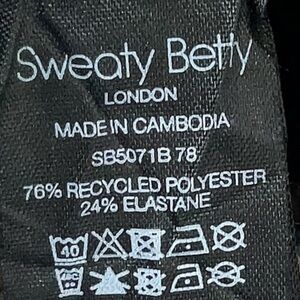 Sweaty Betty
LONDON
MADE IN CAMBODIA
SB5071B 78
76% RECYCLED POLYESTER
24% ELASTANE
40